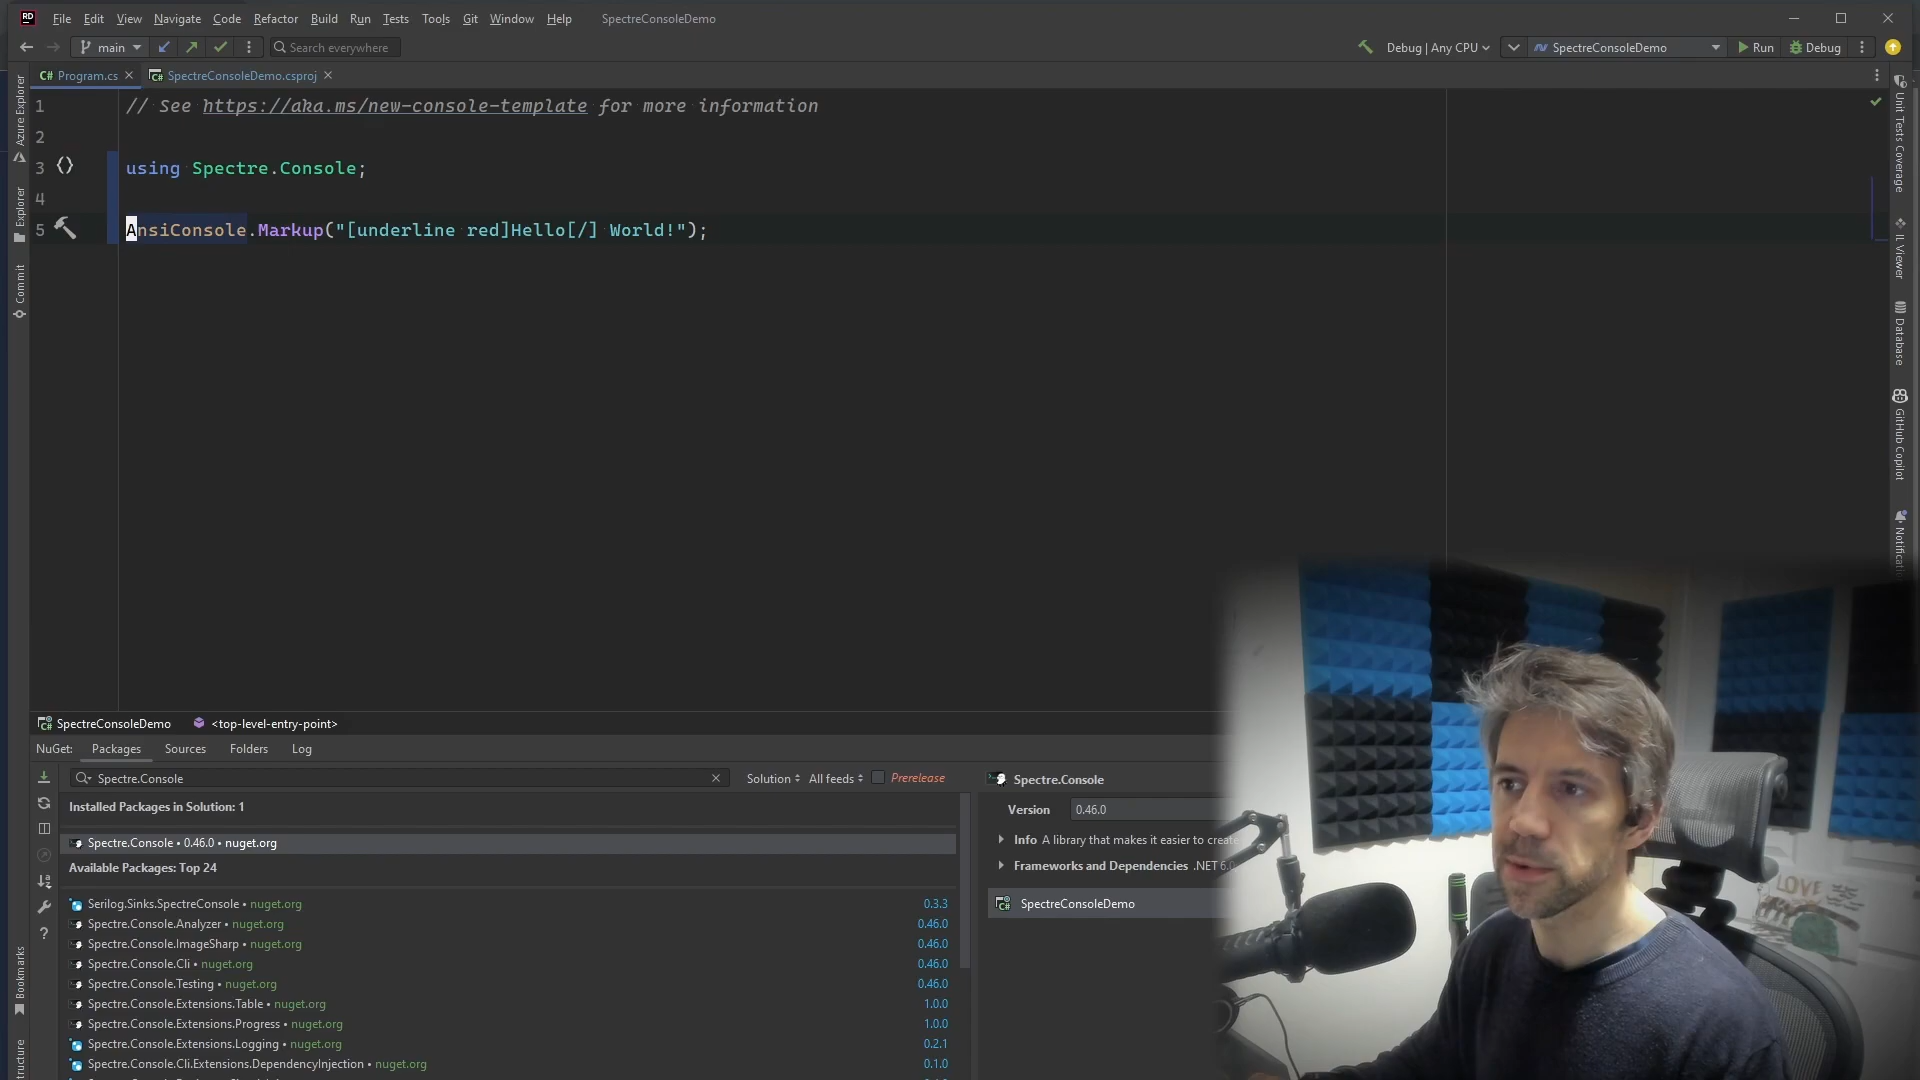 RD File Edit View Navigate Code Refactor Build Run Tests Tools Git Window Help SpectreConsoleDemo
main Search everywhere Debug | Any CPU SpectreConsoleDemo Run Debug
C# Program.cs C# SpectreConsoleDemo.csproj
1 // See https://aka.ms/new-console-template for more information
2
3 using Spectre.Console;
4
5 AnsiConsole.Markup("[underline red]Hello[/] World!");
Azure Explorer
Explorer
Commit
Bookmarks
Unit Tests Coverage
IL Viewer
Database
GitHub Copilot
SpectreConsoleDemo <top-level-entry-point>
NuGet: Packages Sources Folders Log
Spectre.Console Solution All feeds Prerelease
Installed Packages in Solution: 1
Spectre.Console • 0.46.0 • nuget.org
Available Packages: Top 24
Serilog.Sinks.SpectreConsole • nuget.org 0.3.3
Spectre.Console.Analyzer • nuget.org 0.46.0
Spectre.Console.ImageSharp • nuget.org 0.46.0
Spectre.Console.Cli • nuget.org 0.46.0
Spectre.Console.Testing • nuget.org 0.46.0
Spectre.Console.Extensions.Table • nuget.org 1.0.0
Spectre.Console.Extensions.Progress • nuget.org 1.0.0
Spectre.Console.Extensions.Logging • nuget.org 0.2.1
Spectre.Console.Cli.Extensions.DependencyInjection • nuget.org 0.1.0
Spectre.Console
Version 0.46.0
Info A library that makes it easier to create
Frameworks and Dependencies .NET 6.0
SpectreConsoleDemo
LOVE